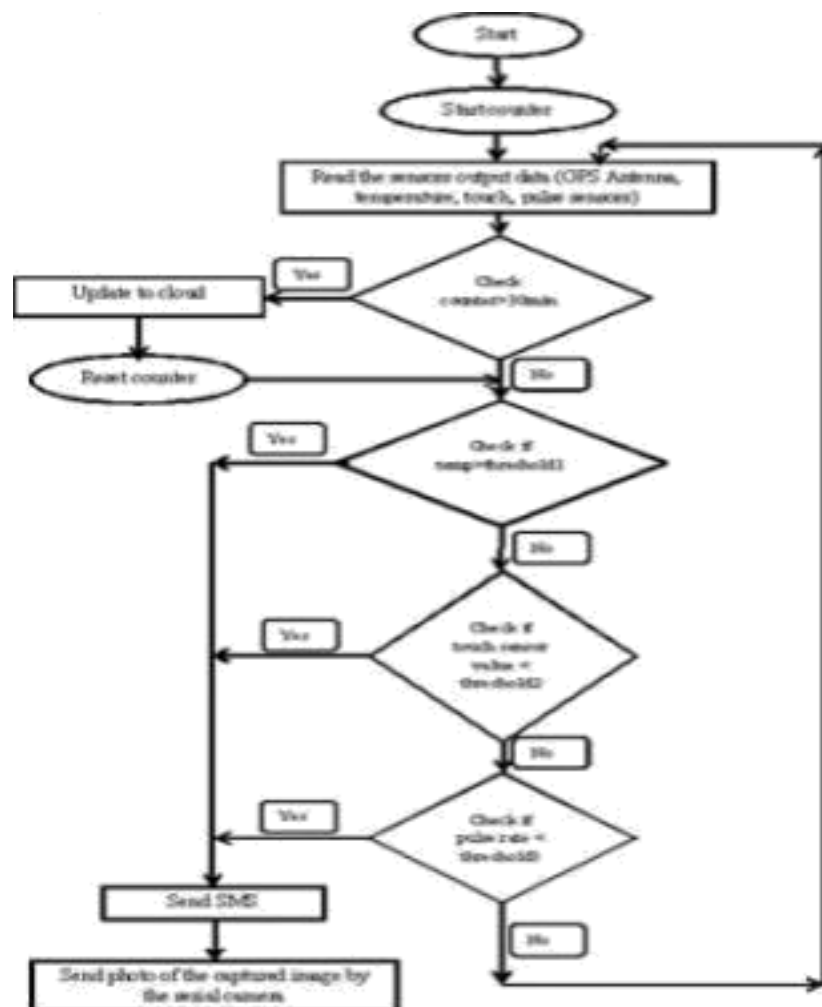 Start
Start counter
Read the sensors output data (GPS Antenna,
temperature, touch, pulse sensors)
Yes
Check
counter>30min
Update to cloud
Reset counter
No
Yes
Check if
temp>threshold1
No
Check if
touch sensor
value <
threshold2
Yes
No
Yes
Check if
pulse rate <
threshold3
Send SMS
No
Send photo of the captured image by
the serial camera